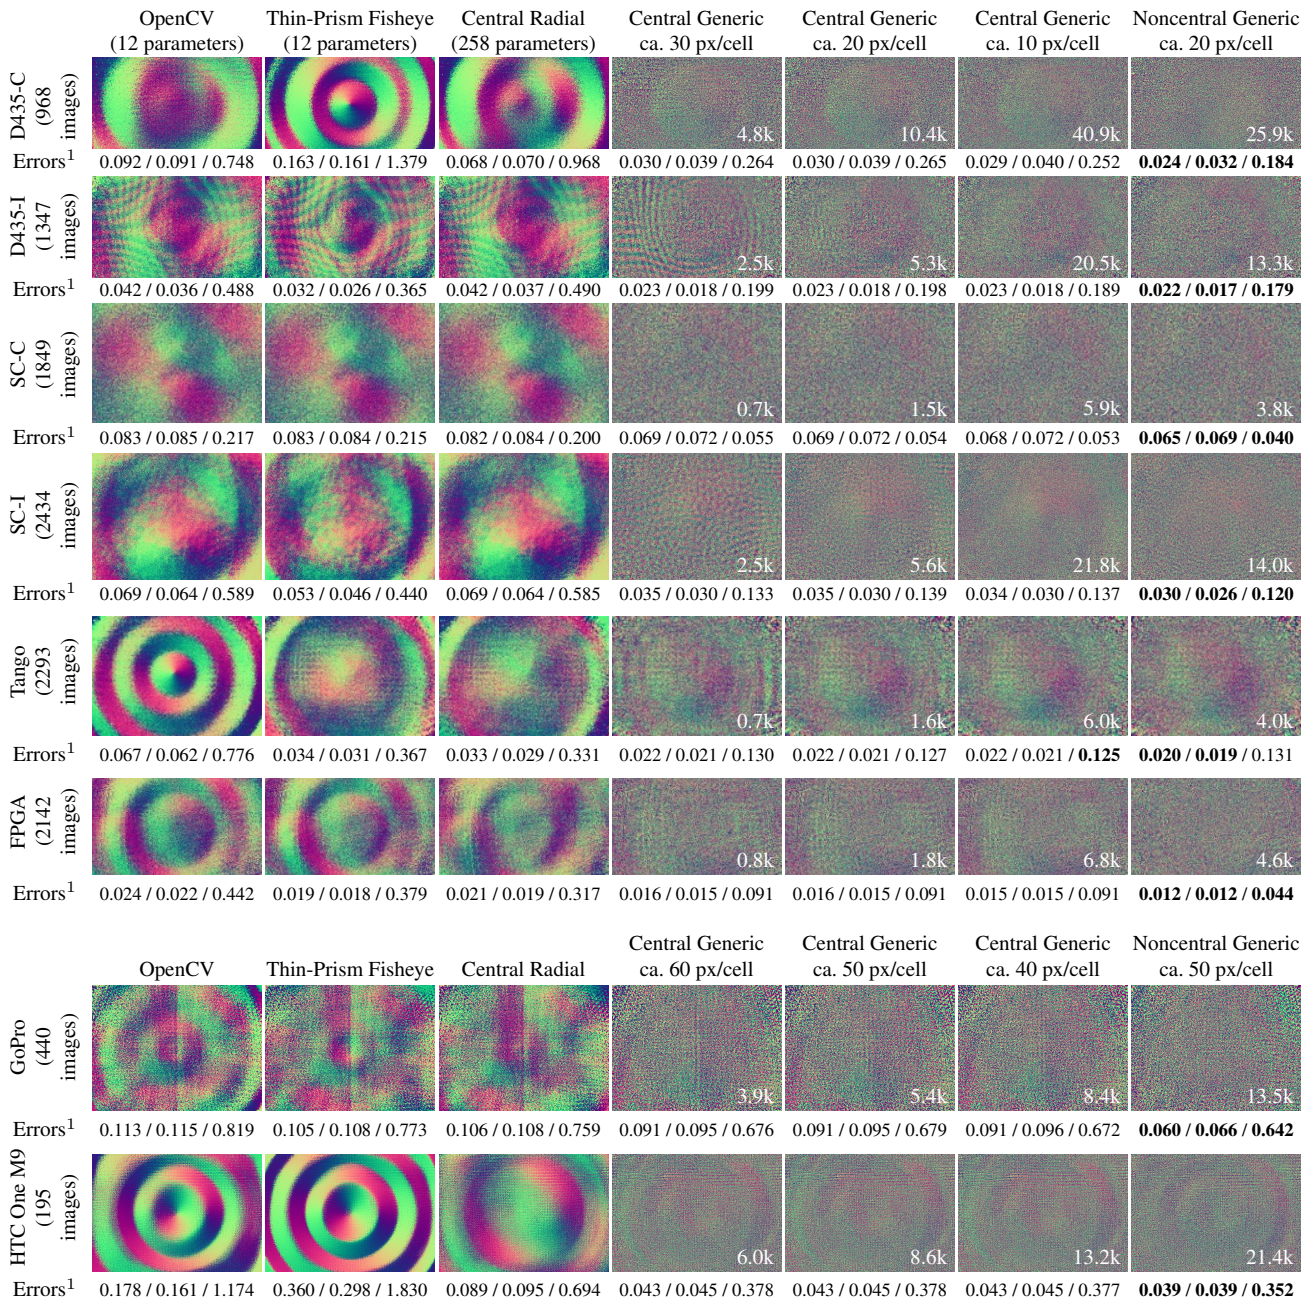 OpenCV Thin-Prism Fisheye Central Radial Central Generic Central Generic Central Generic Noncentral Generic
(12 parameters) (12 parameters) (258 parameters) ca. 30 px/cell ca. 20 px/cell ca. 10 px/cell ca. 20 px/cell
D435-C
(968
images)
4.8k 10.4k 40.9k 25.9k
Errors1 0.092 / 0.091 / 0.748 0.163 / 0.161 / 1.379 0.068 / 0.070 / 0.968 0.030 / 0.039 / 0.264 0.030 / 0.039 / 0.265 0.029 / 0.040 / 0.252 0.024 / 0.032 / 0.184
D435-I
(1347
images)
2.5k 5.3k 20.5k 13.3k
Errors1 0.042 / 0.036 / 0.488 0.032 / 0.026 / 0.365 0.042 / 0.037 / 0.490 0.023 / 0.018 / 0.199 0.023 / 0.018 / 0.198 0.023 / 0.018 / 0.189 0.022 / 0.017 / 0.179
SC-C
(1849
images)
0.7k 1.5k 5.9k 3.8k
Errors1 0.083 / 0.085 / 0.217 0.083 / 0.084 / 0.215 0.082 / 0.084 / 0.200 0.069 / 0.072 / 0.055 0.069 / 0.072 / 0.054 0.068 / 0.072 / 0.053 0.065 / 0.069 / 0.040
SC-I
(2434
images)
2.5k 5.6k 21.8k 14.0k
Errors1 0.069 / 0.064 / 0.589 0.053 / 0.046 / 0.440 0.069 / 0.064 / 0.585 0.035 / 0.030 / 0.133 0.035 / 0.030 / 0.139 0.034 / 0.030 / 0.137 0.030 / 0.026 / 0.120
Tango
(2293
images)
0.7k 1.6k 6.0k 4.0k
Errors1 0.067 / 0.062 / 0.776 0.034 / 0.031 / 0.367 0.033 / 0.029 / 0.331 0.022 / 0.021 / 0.130 0.022 / 0.021 / 0.127 0.022 / 0.021 / 0.125 0.020 / 0.019 / 0.131
FPGA
(2142
images)
0.8k 1.8k 6.8k 4.6k
Errors1 0.024 / 0.022 / 0.442 0.019 / 0.018 / 0.379 0.021 / 0.019 / 0.317 0.016 / 0.015 / 0.091 0.016 / 0.015 / 0.091 0.015 / 0.015 / 0.091 0.012 / 0.012 / 0.044
Central Generic Central Generic Central Generic Noncentral Generic
OpenCV Thin-Prism Fisheye Central Radial ca. 60 px/cell ca. 50 px/cell ca. 40 px/cell ca. 50 px/cell
GoPro
(440
images)
3.9k 5.4k 8.4k 13.5k
Errors1 0.113 / 0.115 / 0.819 0.105 / 0.108 / 0.773 0.106 / 0.108 / 0.759 0.091 / 0.095 / 0.676 0.091 / 0.095 / 0.679 0.091 / 0.096 / 0.672 0.060 / 0.066 / 0.642
HTC One M9
(195
images)
6.0k 8.6k 13.2k 21.4k
Errors1 0.178 / 0.161 / 1.174 0.360 / 0.298 / 1.830 0.089 / 0.095 / 0.694 0.043 / 0.045 / 0.378 0.043 / 0.045 / 0.378 0.043 / 0.045 / 0.377 0.039 / 0.039 / 0.352